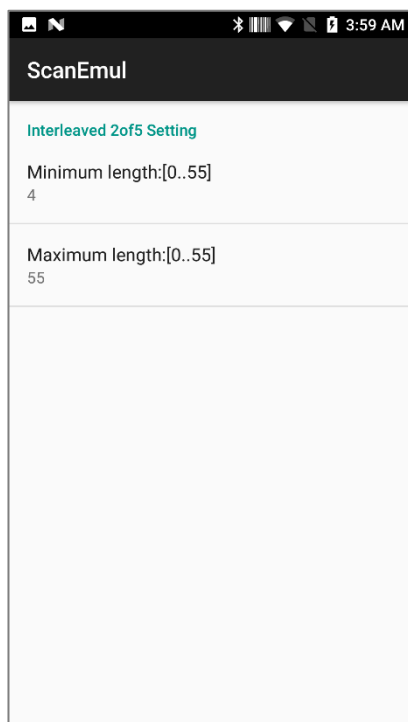 3:59 AM
ScanEmul
Interleaved 2of5 Setting
Minimum length:[0..55]
4
Maximum length:[0..55]
55